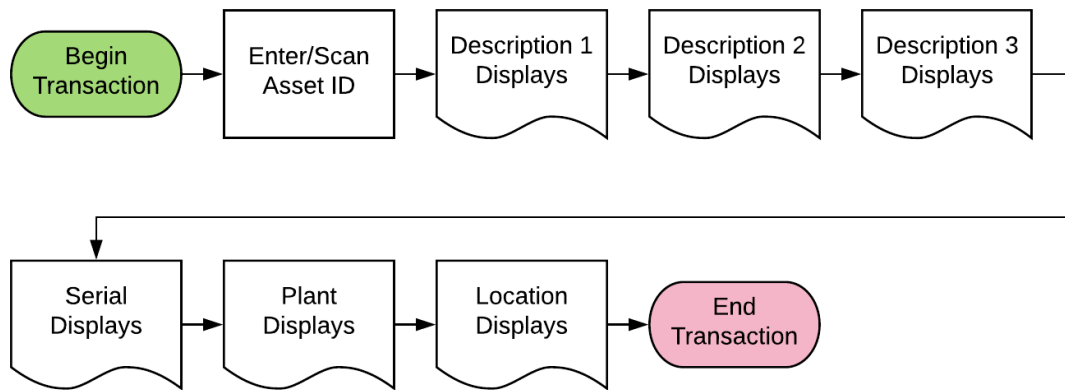 Begin
Transaction
Enter/Scan
Asset ID
Description 1
Displays
Description 2
Displays
Description 3
Displays
Serial
Displays
Plant
Displays
Location
Displays
End
Transaction